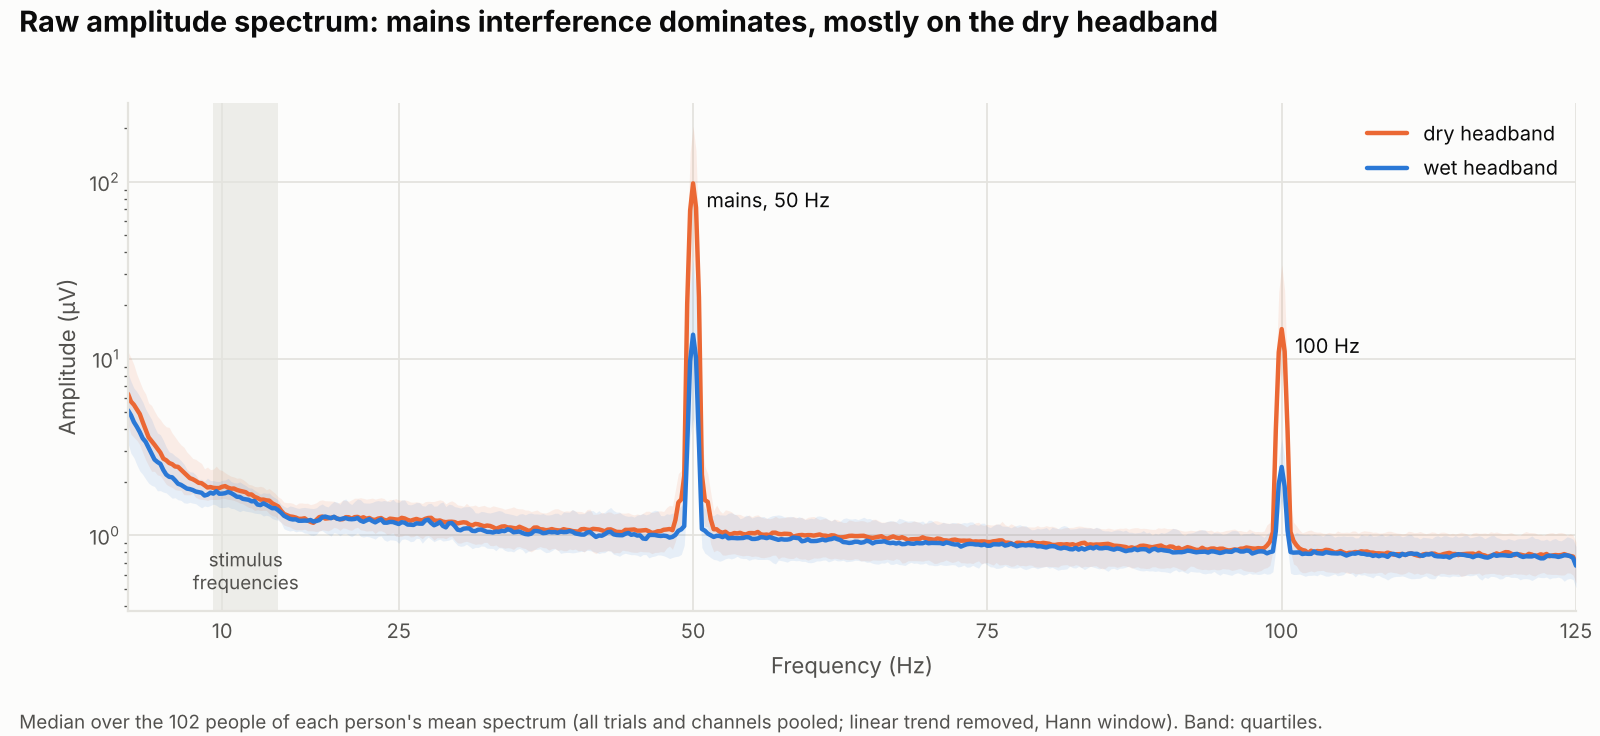 Raw amplitude spectrum: mains interference dominates, mostly on the dry headband
dry headband
wet headband
10²
mains, 50 Hz
Amplitude (µV)
10¹
100 Hz
10⁰
stimulus
frequencies
10
25
50
75
100
125
Frequency (Hz)
Median over the 102 people of each person's mean spectrum (all trials and channels pooled; linear trend removed, Hann window). Band: quartiles.